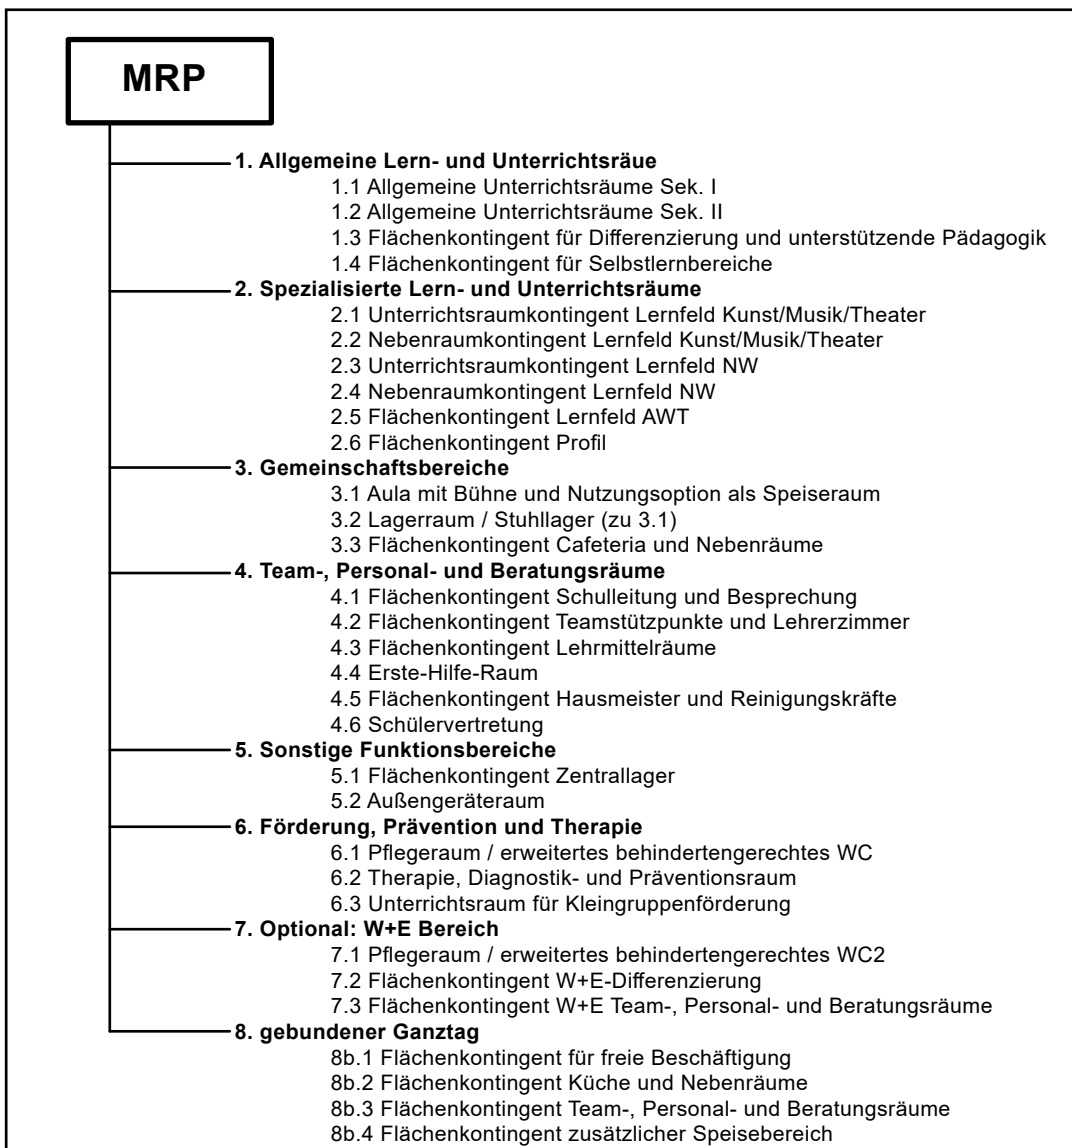 MRP
1. Allgemeine Lern- und Unterrichtsräue
1.1 Allgemeine Unterrichtsräume Sek. I
1.2 Allgemeine Unterrichtsräume Sek. II
1.3 Flächenkontingent für Differenzierung und unterstützende Pädagogik
1.4 Flächenkontingent für Selbstlernbereiche
2. Spezialisierte Lern- und Unterrichtsräume
2.1 Unterrichtsraumkontingent Lernfeld Kunst/Musik/Theater
2.2 Nebenraumkontingent Lernfeld Kunst/Musik/Theater
2.3 Unterrichtsraumkontingent Lernfeld NW
2.4 Nebenraumkontingent Lernfeld NW
2.5 Flächenkontingent Lernfeld AWT
2.6 Flächenkontingent Profil
3. Gemeinschaftsbereiche
3.1 Aula mit Bühne und Nutzungsoption als Speiseraum
3.2 Lagerraum / Stuhllager (zu 3.1)
3.3 Flächenkontingent Cafeteria und Nebenräume
4. Team-, Personal- und Beratungsräume
4.1 Flächenkontingent Schulleitung und Besprechung
4.2 Flächenkontingent Teamstützpunkte und Lehrerzimmer
4.3 Flächenkontingent Lehrmittelräume
4.4 Erste-Hilfe-Raum
4.5 Flächenkontingent Hausmeister und Reinigungskräfte
4.6 Schülervertretung
5. Sonstige Funktionsbereiche
5.1 Flächenkontingent Zentrallager
5.2 Außengeräteraum
6. Förderung, Prävention und Therapie
6.1 Pflegeraum / erweitertes behindertengerechtes WC
6.2 Therapie, Diagnostik- und Präventionsraum
6.3 Unterrichtsraum für Kleingruppenförderung
7. Optional: W+E Bereich
7.1 Pflegeraum / erweitertes behindertengerechtes WC2
7.2 Flächenkontingent W+E-Differenzierung
7.3 Flächenkontingent W+E Team-, Personal- und Beratungsräume
8. gebundener Ganztag
8b.1 Flächenkontingent für freie Beschäftigung
8b.2 Flächenkontingent Küche und Nebenräume
8b.3 Flächenkontingent Team-, Personal- und Beratungsräume
8b.4 Flächenkontingent zusätzlicher Speisebereich